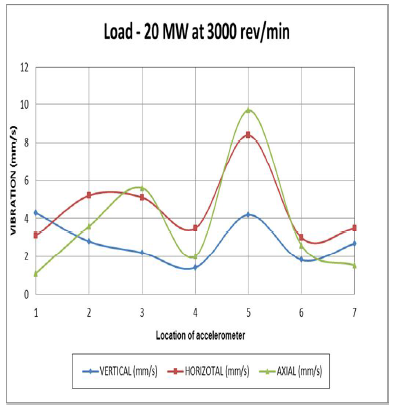 Load - 20 MW at 3000 rev/min
12
10
8
6
4
2
0
VIBRATION (mm/s)
1 2 3 4 5 6 7
Location of accelerometer
VERTICAL (mm/s) HORIZOTAL (mm/s) AXIAL (mm/s)